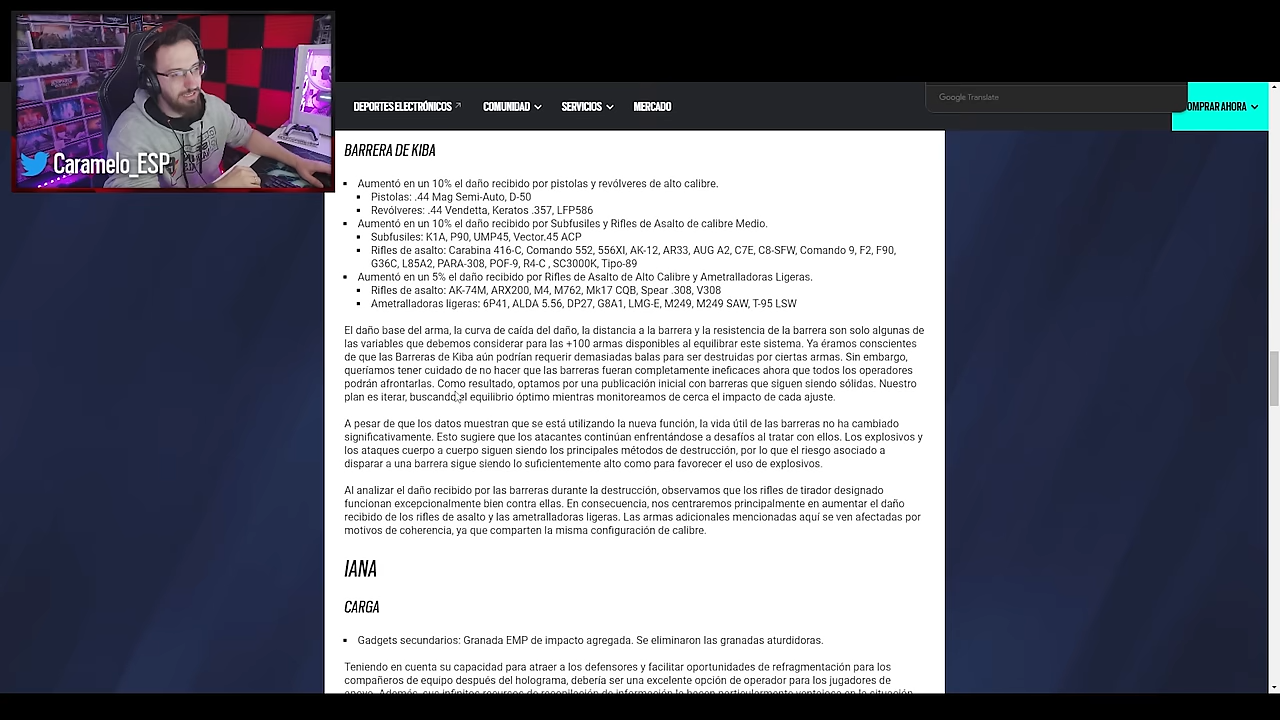 DEPORTES ELECTRÓNICOS
COMUNIDAD
SERVICIOS
MERCADO
Google Translate
OMPRAR AHORA
Caramelo_ESP
BARRERA DE KIBA
Aumentó en un 10% el daño recibido por pistolas y revólveres de alto calibre.
Pistolas: .44 Mag Semi-Auto, D-50
Revólveres: .44 Vendetta, Keratos .357, LFP586
Aumentó en un 10% el daño recibido por Subfusiles y Rifles de Asalto de calibre Medio.
Subfusiles: K1A, P90, UMP45, Vector.45 ACP
Rifles de asalto: Carabina 416-C, Comando 552, 556XI, AK-12, AR33, AUG A2, C7E, C8-SFW, Comando 9, F2, F90,
G36C, L85A2, PARA-308, POF-9, R4-C , SC3000K, Tipo-89
Aumentó en un 5% el daño recibido por Rifles de Asalto de Alto Calibre y Ametralladoras Ligeras.
Rifles de asalto: AK-74M, ARX200, M4, M762, Mk17 CQB, Spear .308, V308
Ametralladoras ligeras: 6P41, ALDA 5.56, DP27, G8A1, LMG-E, M249, M249 SAW, T-95 LSW
El daño base del arma, la curva de caída del daño, la distancia a la barrera y la resistencia de la barrera son solo algunas de
las variables que debemos considerar para las +100 armas disponibles al equilibrar este sistema. Ya éramos conscientes
de que las Barreras de Kiba aún podrían requerir demasiadas balas para ser destruidas por ciertas armas. Sin embargo,
queríamos tener cuidado de no hacer que las barreras fueran completamente ineficaces ahora que todos los operadores
podrán afrontarlas. Como resultado, optamos por una publicación inicial con barreras que siguen siendo sólidas. Nuestro
plan es iterar, buscando el equilibrio óptimo mientras monitoreamos de cerca el impacto de cada ajuste.
A pesar de que los datos muestran que se está utilizando la nueva función, la vida útil de las barreras no ha cambiado
significativamente. Esto sugiere que los atacantes continúan enfrentándose a desafíos al tratar con ellos. Los explosivos y
los ataques cuerpo a cuerpo siguen siendo los principales métodos de destrucción, por lo que el riesgo asociado a
disparar a una barrera sigue siendo lo suficientemente alto como para favorecer el uso de explosivos.
Al analizar el daño recibido por las barreras durante la destrucción, observamos que los rifles de tirador designado
funcionan excepcionalmente bien contra ellas. En consecuencia, nos centraremos principalmente en aumentar el daño
recibido de los rifles de asalto y las ametralladoras ligeras. Las armas adicionales mencionadas aquí se ven afectadas por
motivos de coherencia, ya que comparten la misma configuración de calibre.
IANA
CARGA
Gadgets secundarios: Granada EMP de impacto agregada. Se eliminaron las granadas aturdidoras.
Teniendo en cuenta su capacidad para atraer a los defensores y facilitar oportunidades de refragmentación para los
compañeros de equipo después del holograma, debería ser una excelente opción de operador para los jugadores de
apoyo. Además, sus infinitos recursos de recopilación de información la hacen particularmente ventajosa en la situación